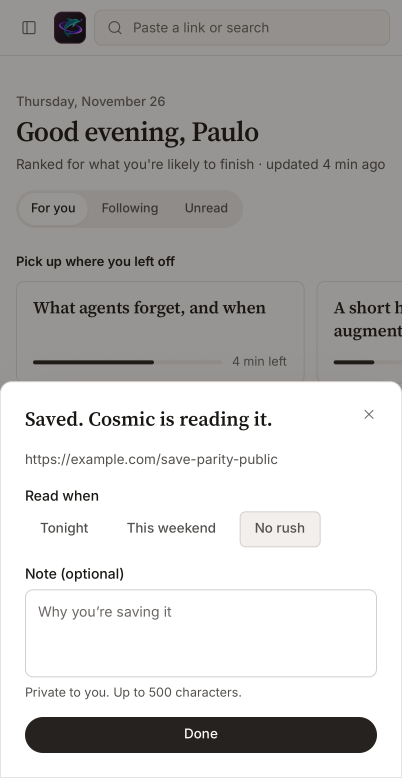 Paste a link or search
Thursday, November 26
Good evening, Paulo
Ranked for what you're likely to finish · updated 4 min ago
For you
Following
Unread
Pick up where you left off
What agents forget, and when
4 min left
A short h
augment
Saved. Cosmic is reading it.
https://example.com/save-parity-public
Read when
Tonight
This weekend
No rush
Note (optional)
Why you’re saving it
Private to you. Up to 500 characters.
Done